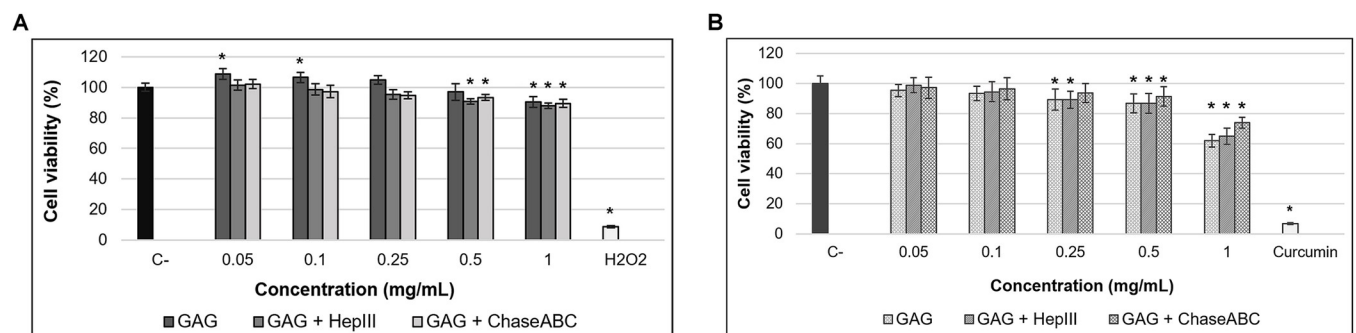 A
Cell viability (%)
120
100
80
60
40
20
0
* * * * * * * *
*
C- 0.05 0.1 0.25 0.5 1 H2O2
Concentration (mg/mL)
GAG GAG + HepIII GAG + ChaseABC
B
Cell viability (%)
120
100
80
60
40
20
0
* * * * *
* * *
*
C- 0.05 0.1 0.25 0.5 1 Curcumin
Concentration (mg/mL)
GAG GAG + HepIII GAG + ChaseABC